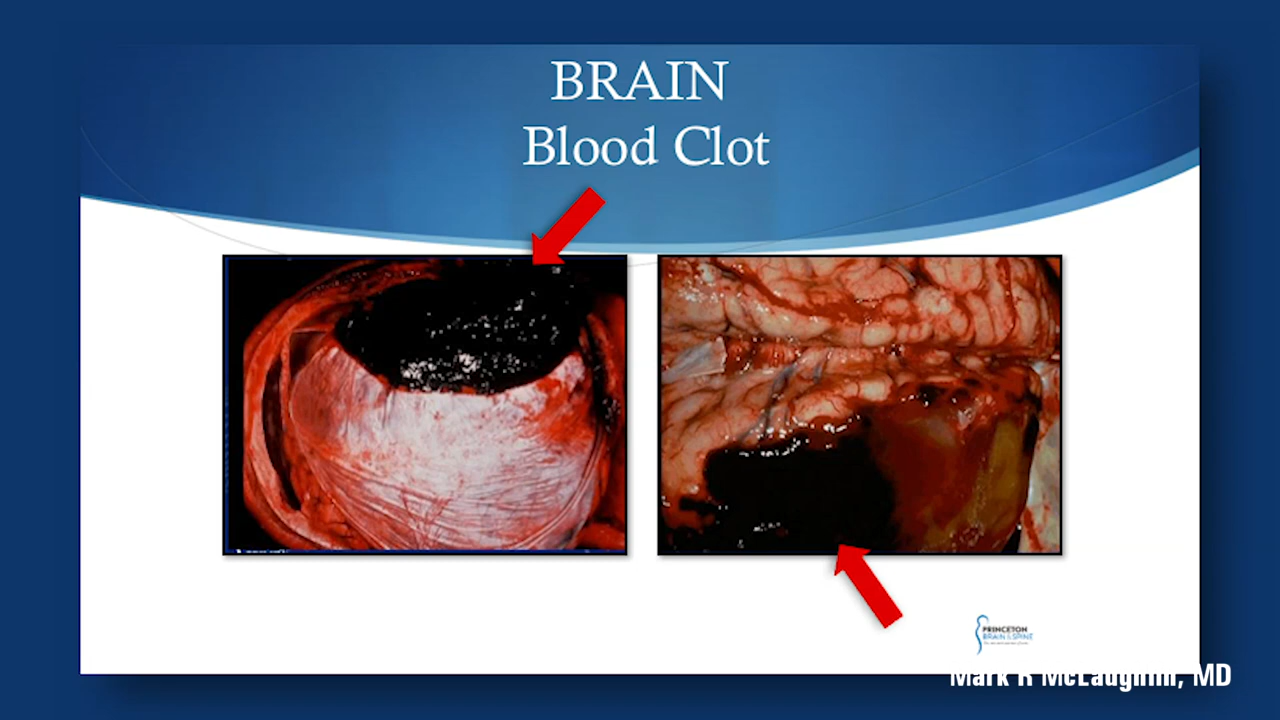 BRAIN
Blood Clot
PRINCETON
BRAIN & SPINE
Mark R McLaughlin, MD